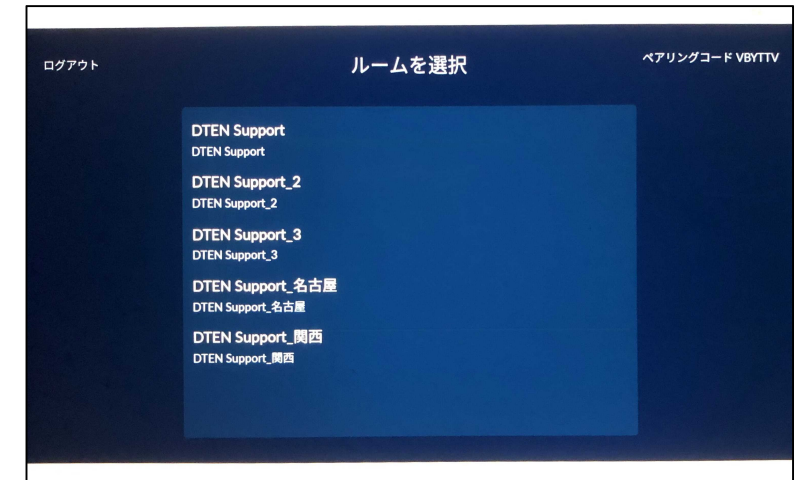 ログアウト
ルームを選択
ペアリングコード VBYTTV
DTEN Support
DTEN Support
DTEN Support_2
DTEN Support_2
DTEN Support_3
DTEN Support_3
DTEN Support_名古屋
DTEN Support_名古屋
DTEN Support_関西
DTEN Support_関西